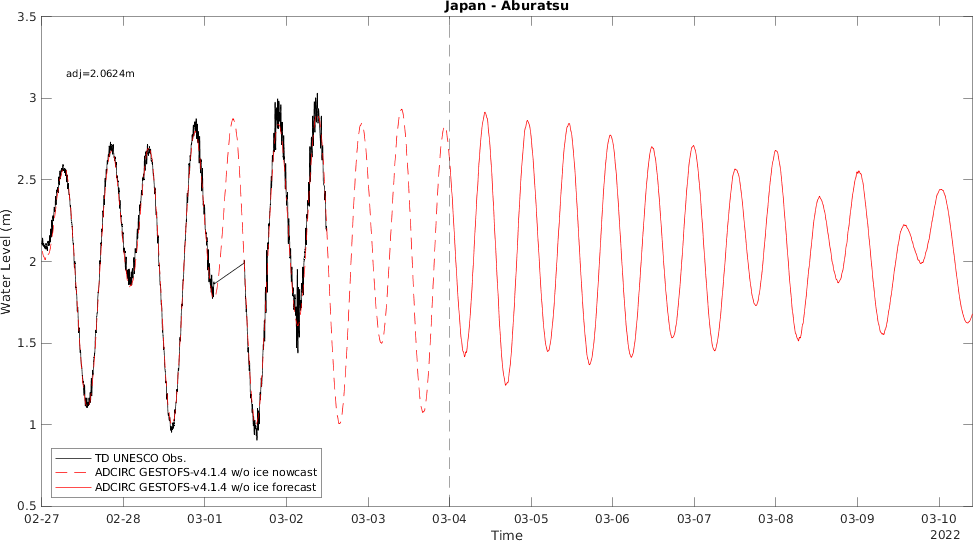 Japan - Aburatsu
3.5
3
2.5
2
1.5
1
0.5
Water Level (m)
adj=2.0624m
TD UNESCO Obs.
ADCIRC GESTOFS-v4.1.4 w/o ice nowcast
ADCIRC GESTOFS-v4.1.4 w/o ice forecast
02-27 02-28 03-01 03-02 03-03 03-04 03-05 03-06 03-07 03-08 03-09 03-10
2022
Time